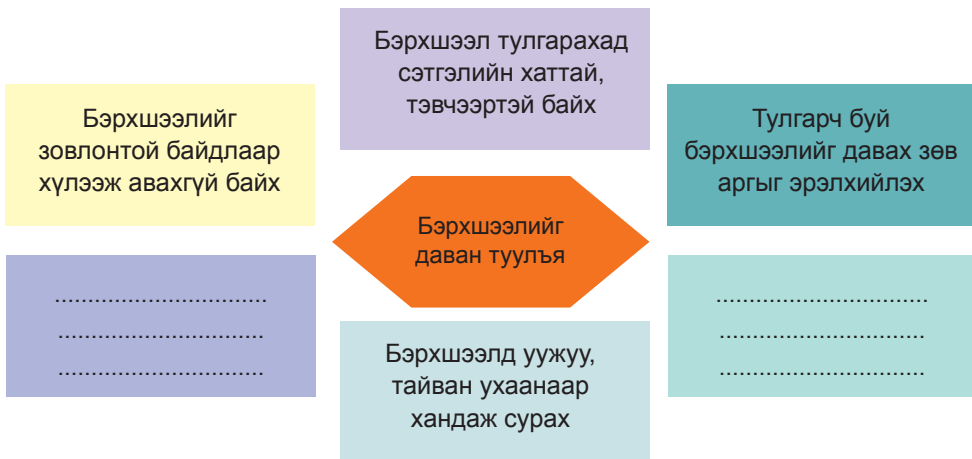 Бэрхшээл тулгарахад
сэтгэлийн хаттай,
тэвчээртэй байх
Бэрхшээлийг
зовлонтой байдлаар
хүлээж авахгүй байх
Тулгарч буй
бэрхшээлийг давах зөв
аргыг эрэлхийлэх
Бэрхшээлийг
даван туулъя
................................
...............................
...............................
................................
...............................
...............................
Бэрхшээлд уужуу,
тайван ухаанаар
хандаж сурах